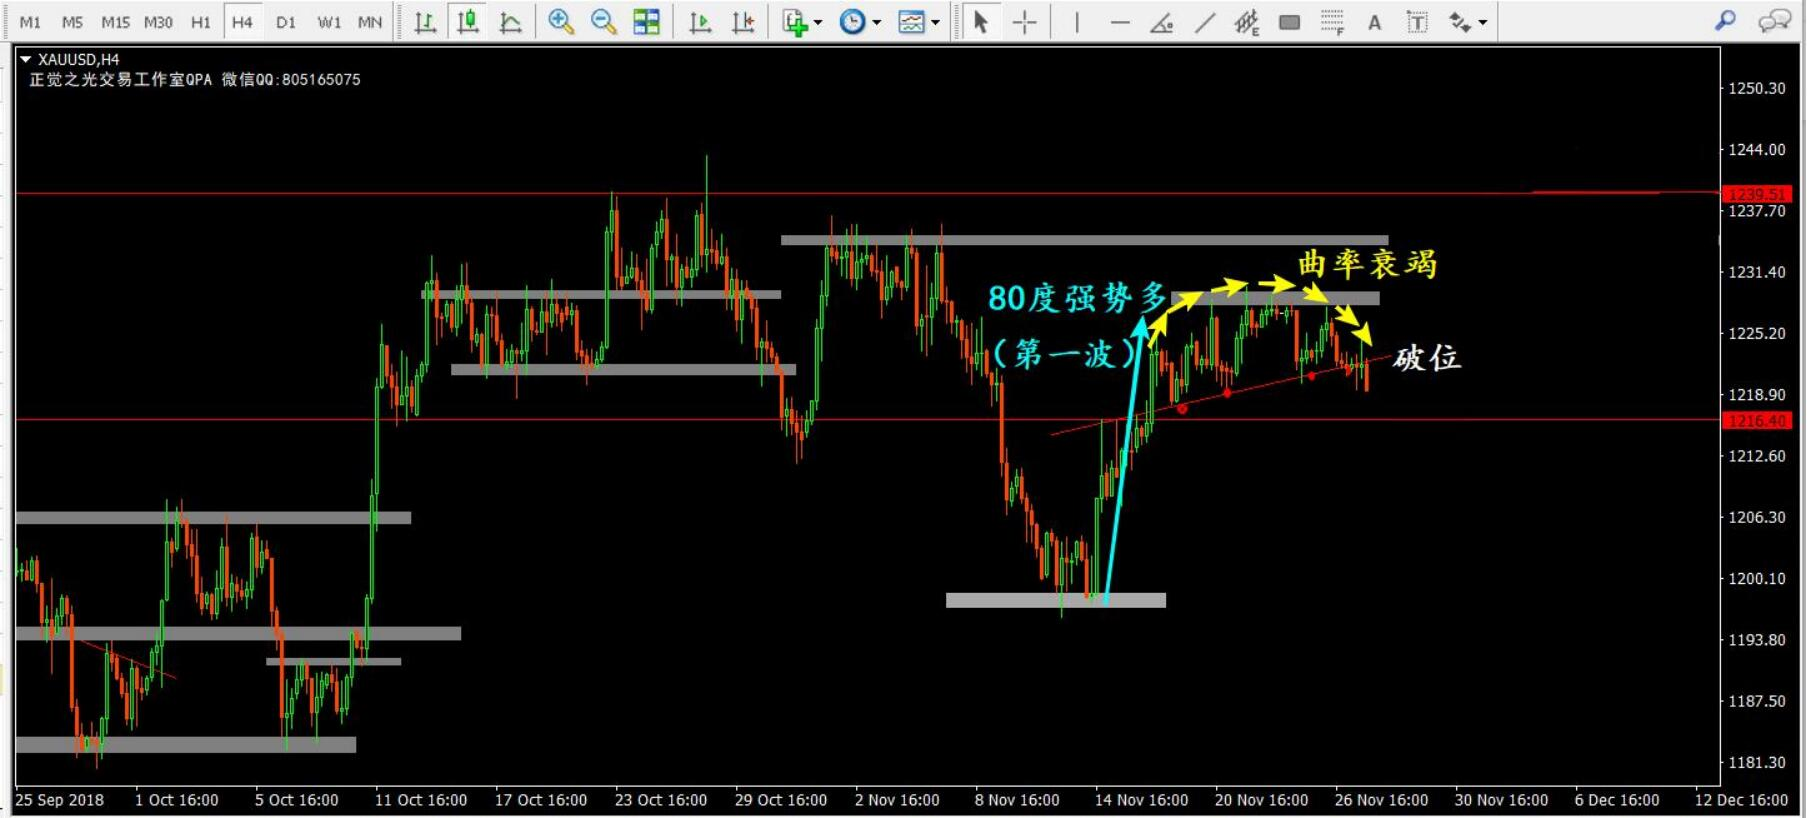 M1 M5 M15 M30 H1 H4 D1 W1 MN
E F A T
XAUUSD,H4
正觉之光交易工作室QPA 微信QQ:805165075
1250.30
1244.00
1239.51
1237.70
1231.40
曲率衰竭
80度强势多
1225.20
（第一波）
破位
1218.90
1216.40
1212.60
1206.30
1200.10
1193.80
1187.50
1181.30
25 Sep 2018 1 Oct 16:00 5 Oct 16:00 11 Oct 16:00 17 Oct 16:00 23 Oct 16:00 29 Oct 16:00 2 Nov 16:00 8 Nov 16:00 14 Nov 16:00 20 Nov 16:00 26 Nov 16:00 30 Nov 16:00 6 Dec 16:00 12 Dec 16:00